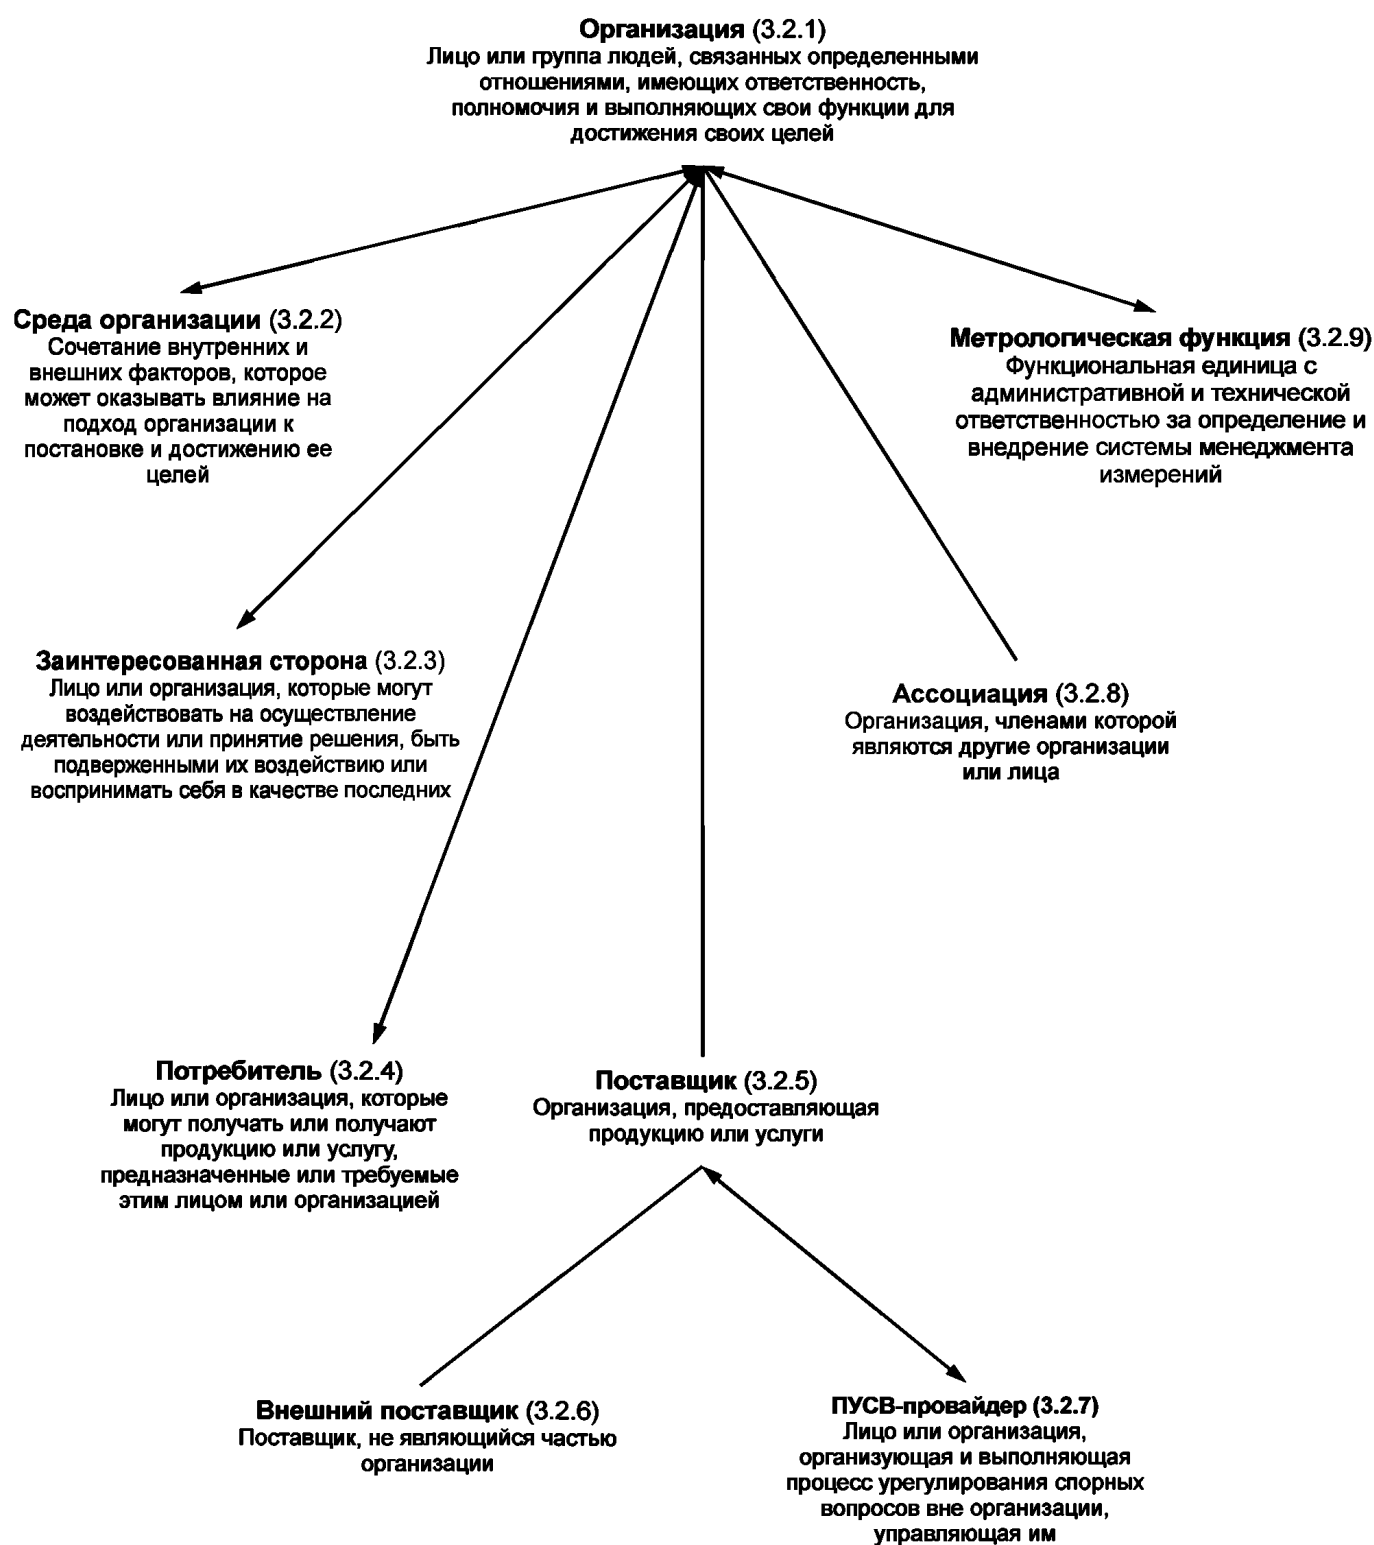 Организация (3.2.1)
Лицо или группа людей, связанных определенными
отношениями, имеющих ответственность,
полномочия и выполняющих свои функции для
достижения своих целей
Среда организации (3.2.2)
Сочетание внутренних и
внешних факторов, которое
может оказывать влияние на
подход организации к
постановке и достижению ее
целей
Метрологическая функция (3.2.9)
Функциональная единица с
административной и технической
ответственностью за определение и
внедрение системы менеджмента
измерений
Заинтересованная сторона (3.2.3)
Лицо или организация, которые могут
воздействовать на осуществление
деятельности или принятие решения, быть
подверженными их воздействию или
воспринимать себя в качестве последних
Ассоциация (3.2.8)
Организация, членами которой
являются другие организации
или лица
Потребитель (3.2.4)
Лицо или организация, которые
могут получать или получают
продукцию или услугу,
предназначенные или требуемые
этим лицом или организацией
Поставщик (3.2.5)
Организация, предоставляющая
продукцию или услуги
Внешний поставщик (3.2.6)
Поставщик, не являющийся частью
организации
ПУСВ-провайдер (3.2.7)
Лицо или организация,
организующая и выполняющая
процесс урегулирования спорных
вопросов вне организации,
управляющая им